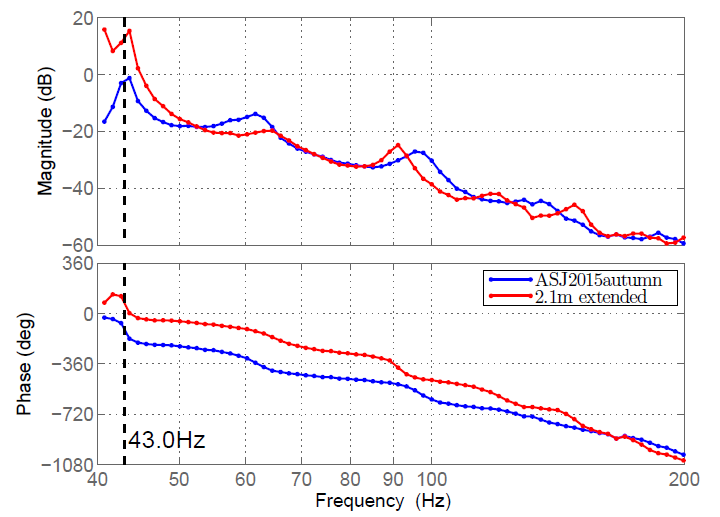 20
0
−20
−40
−60
Magnitude (dB)
360
0
−360
−720
−1080
Phase (deg)
ASJ2015autumn
2.1m extended
43.0Hz
40 50 60 70 80 90 100 200
Frequency (Hz)